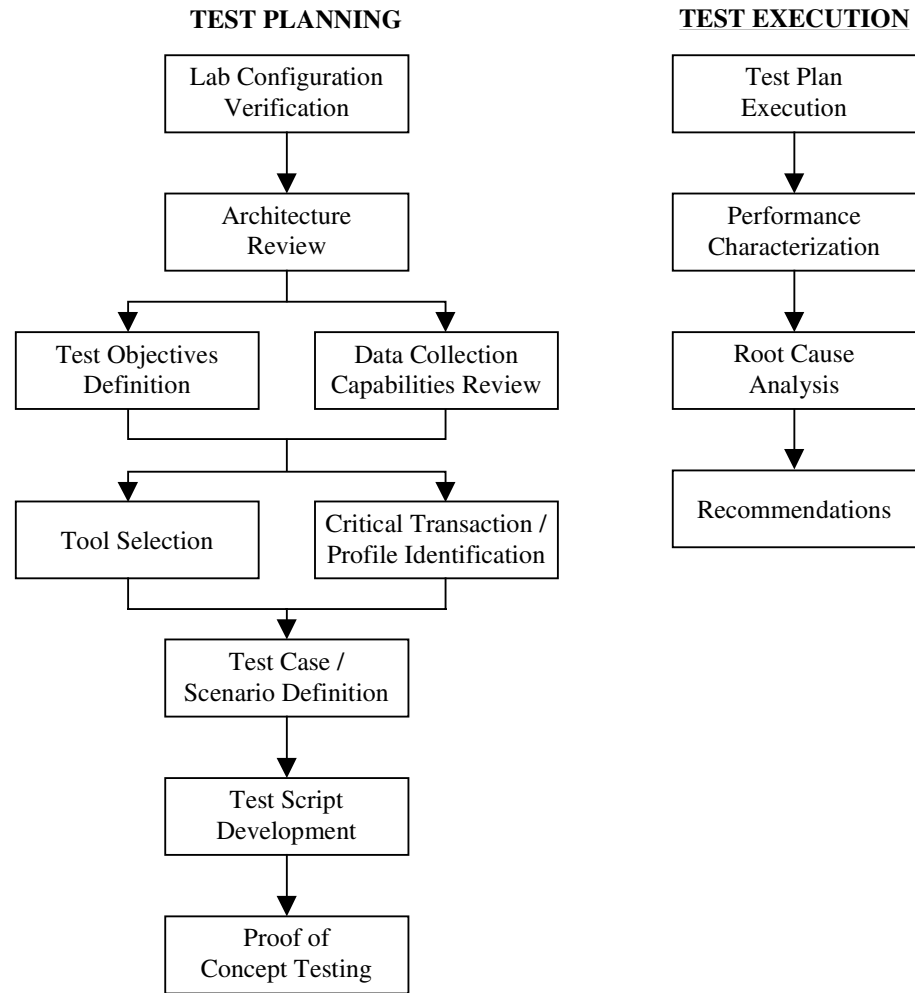 TEST PLANNING
Lab Configuration
Verification
Architecture
Review
Test Objectives
Definition
Data Collection
Capabilities Review
Tool Selection
Critical Transaction /
Profile Identification
Test Case /
Scenario Definition
Test Script
Development
Proof of
Concept Testing
TEST EXECUTION
Test Plan
Execution
Performance
Characterization
Root Cause
Analysis
Recommendations